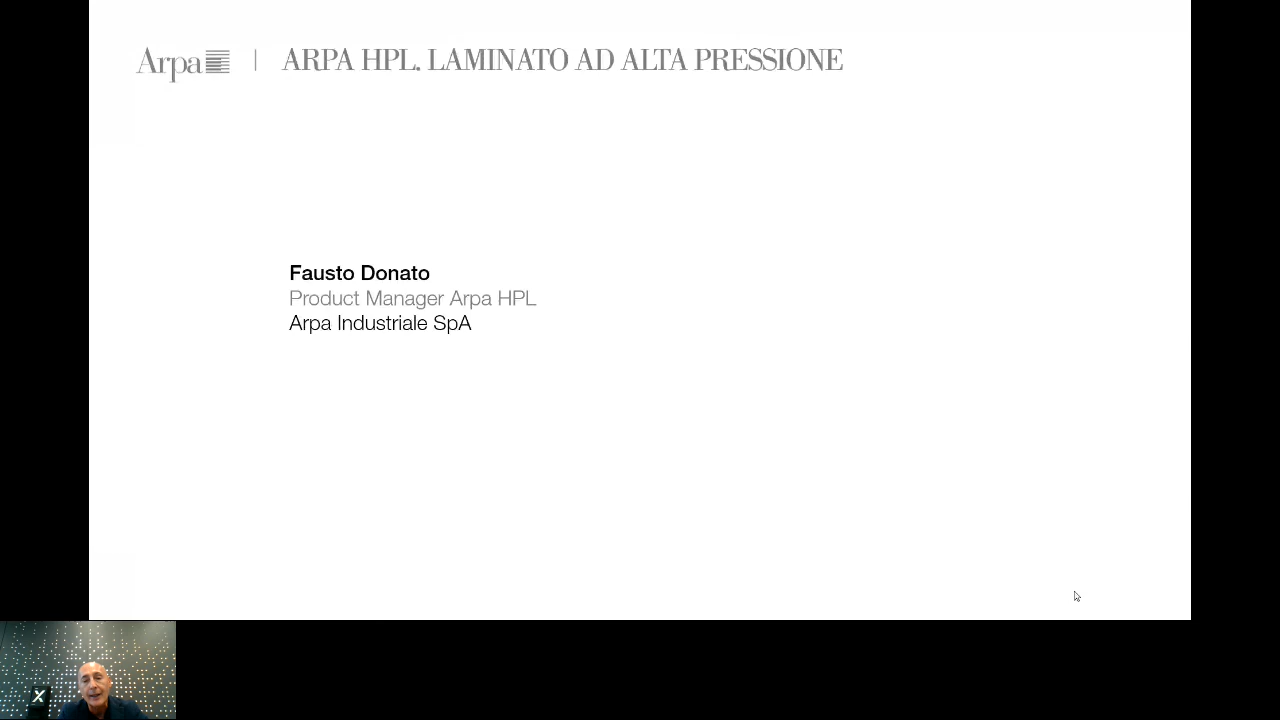 Arpa | ARPA HPL. LAMINATO AD ALTA PRESSIONE
Fausto Donato
Product Manager Arpa HPL
Arpa Industriale SpA
X